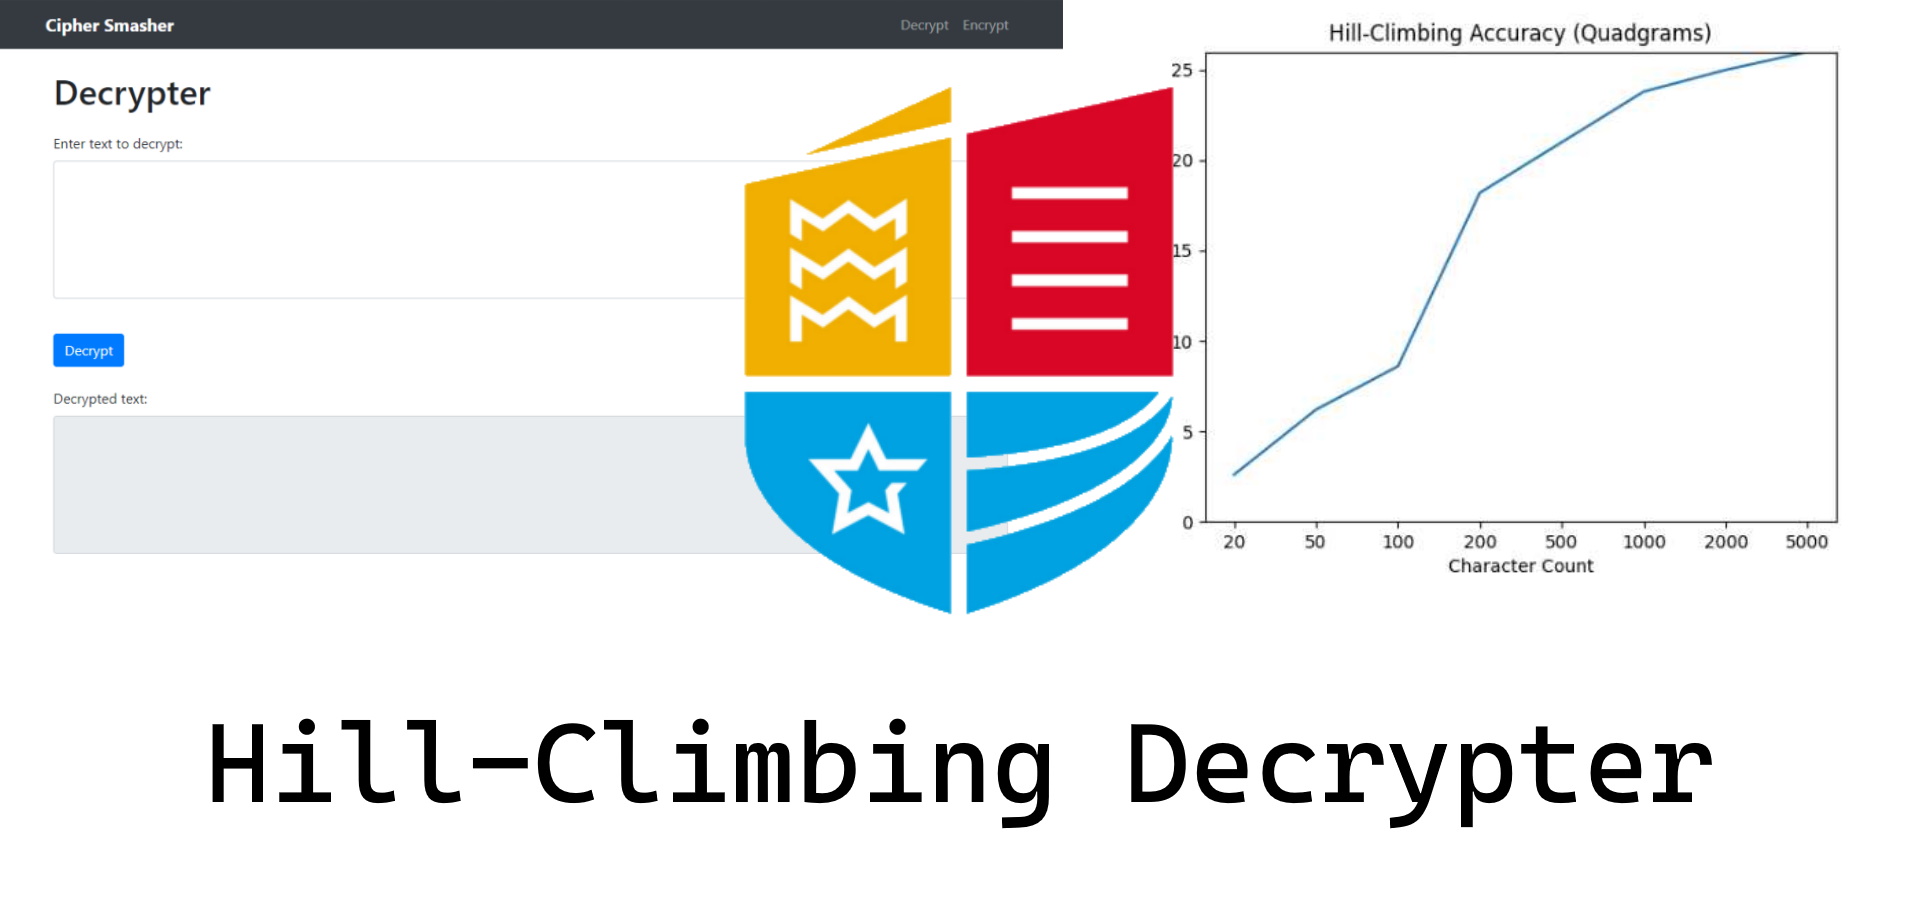 Cipher Smasher
Decrypt Encrypt
Decrypter
Enter text to decrypt:
Decrypt
Decrypted text:
Hill-Climbing Accuracy (Quadgrams)
25
20
15
10
5
0
20 50 100 200 500 1000 2000 5000
Character Count
Hill-Climbing Decrypter